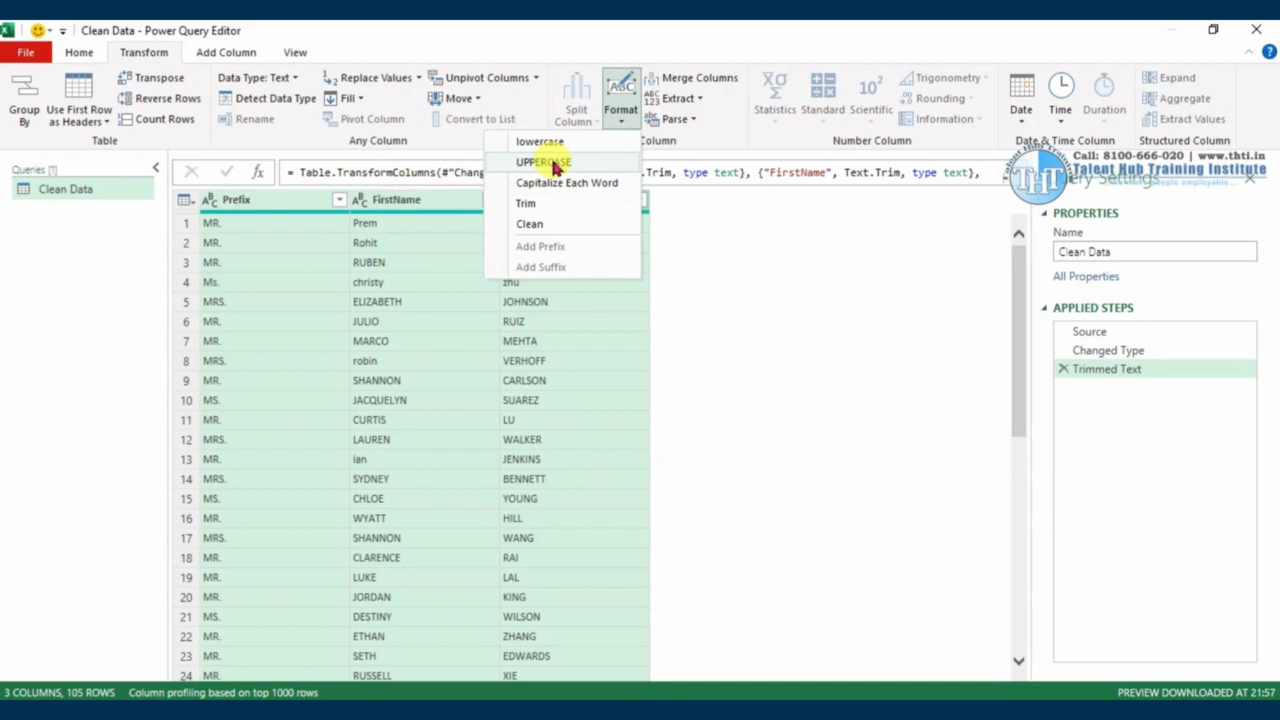 Clean Data - Power Query Editor
File Home Transform Add Column View
Group By
Use First Row as Headers
Transpose
Reverse Rows
Count Rows
Table
Data Type: Text
Detect Data Type
Rename
Replace Values
Fill
Pivot Column
Unpivot Columns
Move
Convert to List
Any Column
Split Column
Format
Merge Columns
Extract
Parse
Statistics
Standard
Scientific
Trigonometry
Rounding
Information
Number Column
Date
Time
Duration
Date & Time Column
Expand
Aggregate
Extract Values
Structured Column
lowercase
UPPERCASE
Capitalize Each Word
Trim
Clean
Add Prefix
Add Suffix
Call: 8100-666-020 | www.thti.in
Talent Hub Training Institute
THT
Queries [1]
Clean Data
= Table.TransformColumns(#"Chang
.Trim, type text}, {"FirstName", Text.Trim, type text},
Prefix FirstName
1 MR. Prem
2 MR. Rohit
3 MR. RUBEN
4 Ms. christy zhu
5 MRS. ELIZABETH JOHNSON
6 MR. JULIO RUIZ
7 MR. MARCO MEHTA
8 MRS. robin VERHOFF
9 MR. SHANNON CARLSON
10 MS. JACQUELYN SUAREZ
11 MR. CURTIS LU
12 MRS. LAUREN WALKER
13 MR. ian JENKINS
14 MRS. SYDNEY BENNETT
15 MS. CHLOE YOUNG
16 MR. WYATT HILL
17 MRS. SHANNON WANG
18 MR. CLARENCE RAI
19 MR. LUKE LAL
20 MR. JORDAN KING
21 MS. DESTINY WILSON
22 MR. ETHAN ZHANG
23 MR. SETH EDWARDS
24 MR. RUSSELL XIE
PROPERTIES
Name
Clean Data
All Properties
APPLIED STEPS
Source
Changed Type
Trimmed Text
3 COLUMNS, 105 ROWS Column profiling based on top 1000 rows
PREVIEW DOWNLOADED AT 21:57